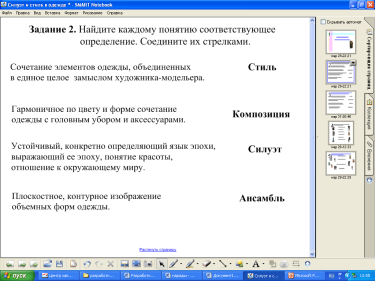 Силуэт и стиль в одежде * - SMART Notebook
Файл Правка Вид Вставка Формат Рисование Справка
Задание 2. Найдите каждому понятию соответствующее
определение. Соедините их стрелками.
Сочетание элементов одежды, объединенных
в единое целое замыслом художника-модельера.
Стиль
Гармоничное по цвету и форме сочетание
одежды с головным убором и аксессуарами.
Композиция
Устойчивый, конкретно определяющий язык эпохи,
выражающий ее эпоху, понятие красоты,
отношение к окружающему миру.
Силуэт
Плоскостное, контурное изображение
объемных форм одежды.
Ансамбль
Растянуть страницу
Скрывать автомат
Сортировщик страниц
Коллекция
Вложения
пуск